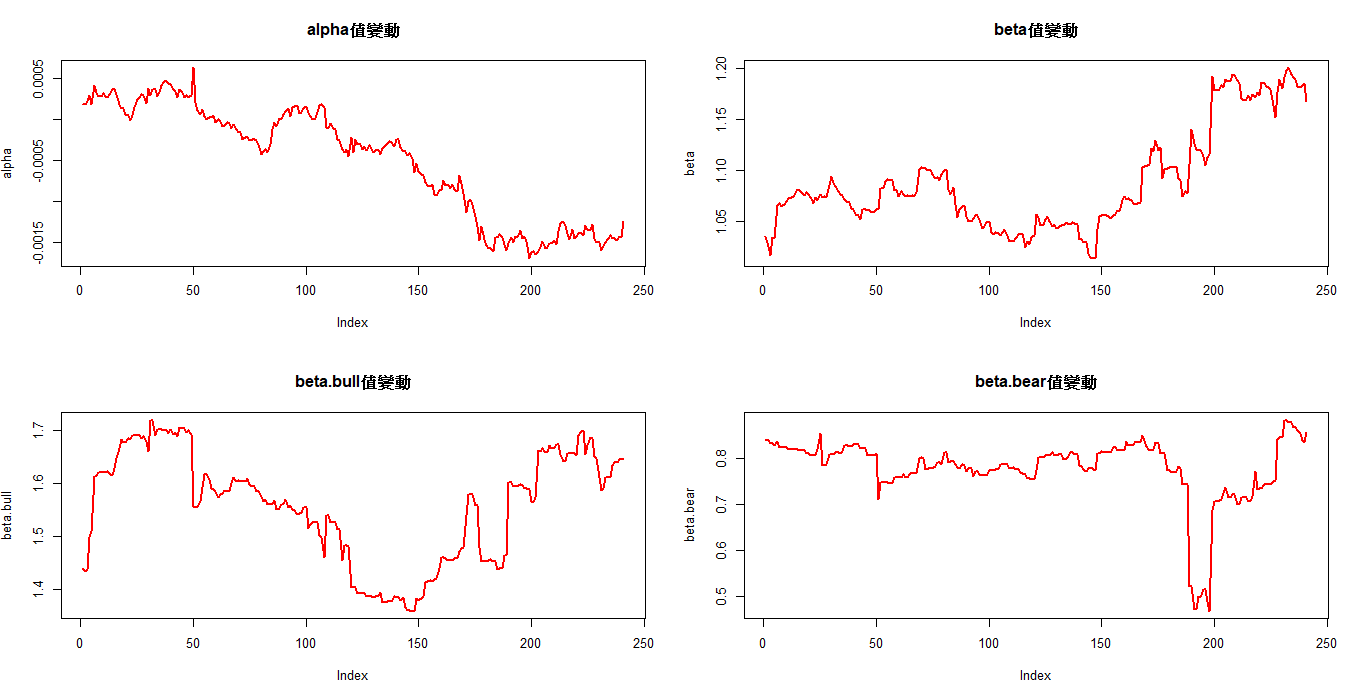 alpha值變動
alpha
0.0005
-0.0005
-0.0015
0 50 100 150 200 250
Index
beta值變動
beta
1.20
1.15
1.10
1.05
0 50 100 150 200 250
Index
beta.bull值變動
beta.bull
1.7
1.6
1.5
1.4
0 50 100 150 200 250
Index
beta.bear值變動
beta.bear
0.8
0.7
0.6
0.5
0 50 100 150 200 250
Index